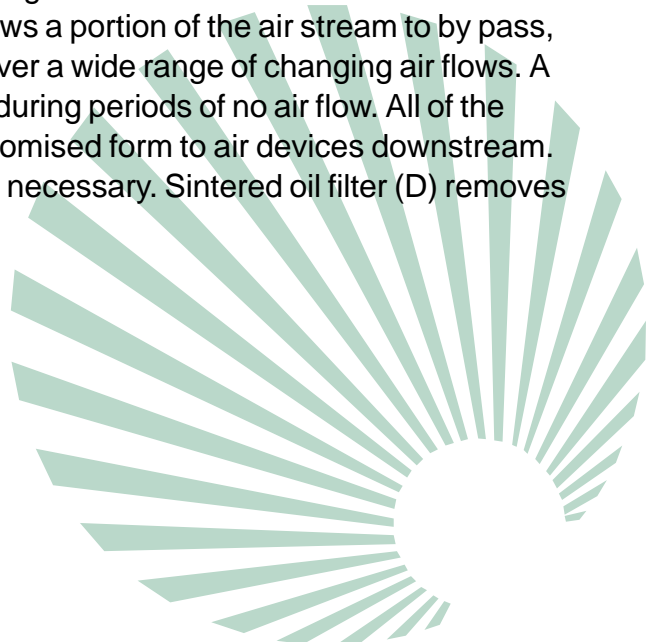 ws a portion of the air stream to by pass,
ver a wide range of changing air flows. A
during periods of no air flow. All of the
omised form to air devices downstream.
necessary. Sintered oil filter (D) removes